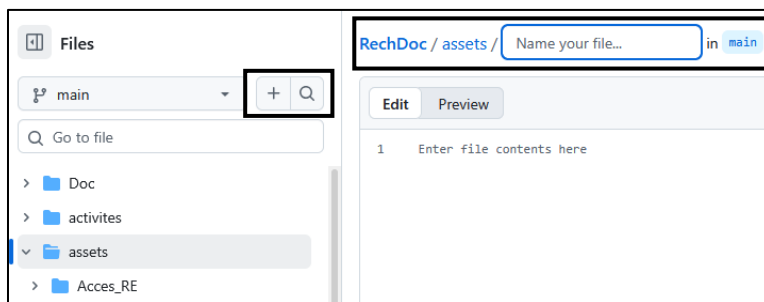 Files
main
Go to file
Doc
activites
assets
Acces_RE
RechDoc / assets / Name your file... in main
Edit Preview
1 Enter file contents here